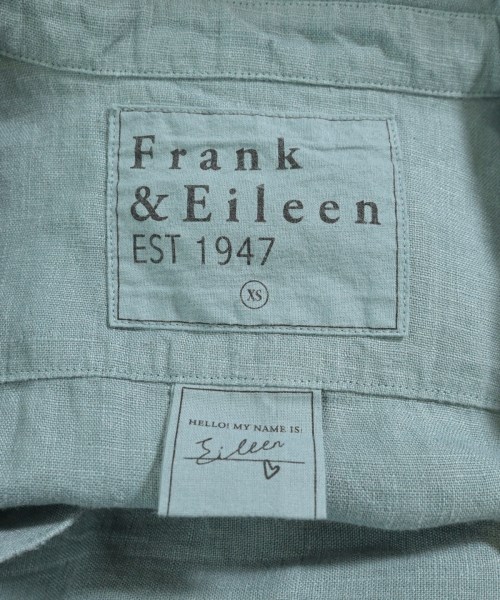 Frank
& Eileen
EST 1947
XS
HELLO! MY NAME IS:
Eileen